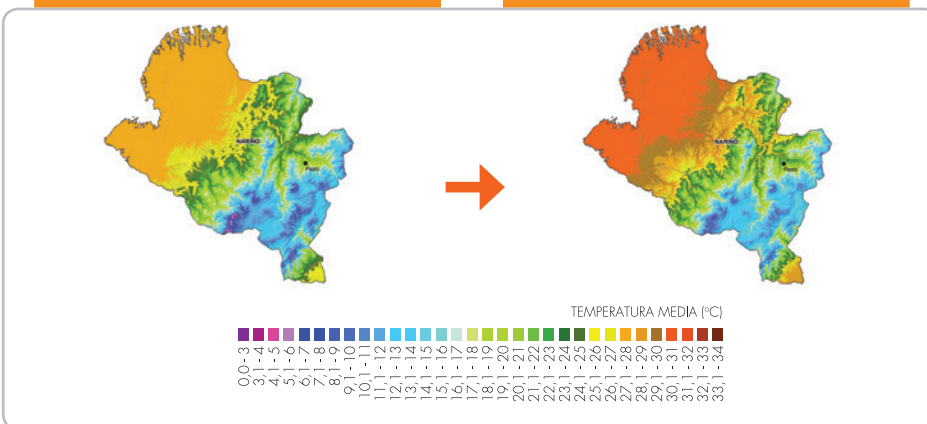 NARIÑO
Pasto
NARIÑO
Pasto
TEMPERATURA MEDIA (ºC)
0,0 - 3
3,1 - 4
4,1 - 5
5,1 - 6
6,1 - 7
7,1 - 8
8,1 - 9
9,1 - 10
10,1 - 11
11,1 - 12
12,1 - 13
13,1 - 14
14,1 - 15
15,1 - 16
16,1 - 17
17,1 - 18
18,1 - 19
19,1 - 20
20,1 - 21
21,1 - 22
22,1 - 23
23,1 - 24
24,1 - 25
25,1 - 26
26,1 - 27
27,1 - 28
28,1 - 29
29,1 - 30
30,1 - 31
31,1 - 32
32,1 - 33
33,1 - 34